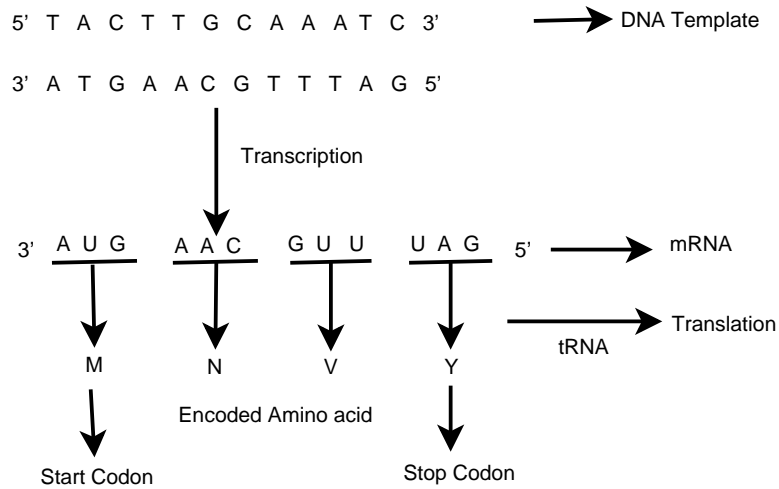 5’ T A C T T G C A A A T C 3’ DNA Template
3’ A T G A A C G T T T A G 5’
Transcription
3’ A U G A A C G U U U A G 5’ mRNA
Translation
tRNA
M N V Y
Encoded Amino acid
Start Codon Stop Codon